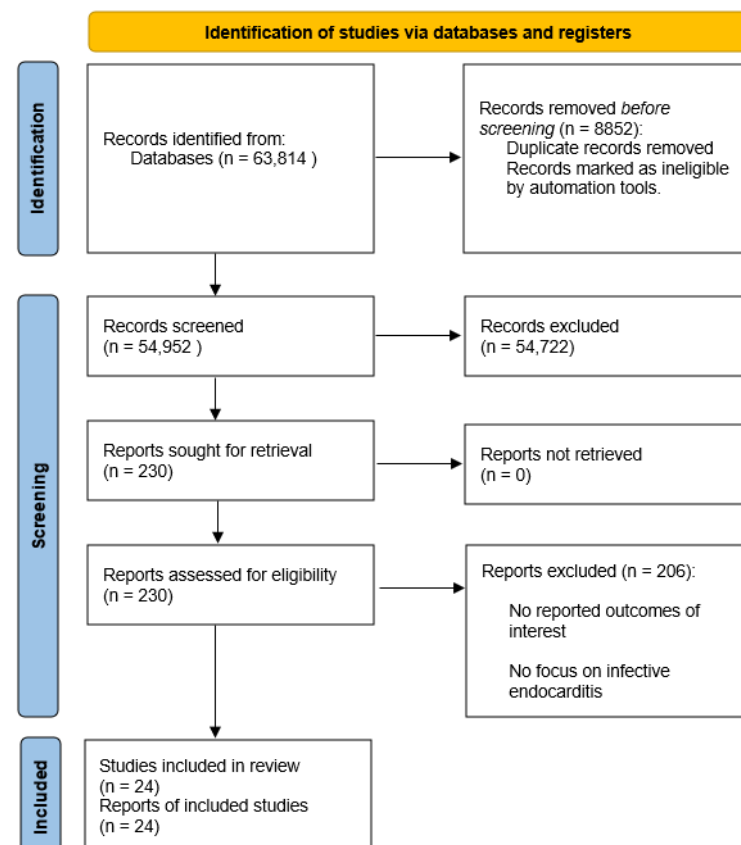 Identification of studies via databases and registers
Identification
Records identified from:
Databases (n = 63,814 )
Records removed before
screening (n = 8852):
Duplicate records removed
Records marked as ineligible
by automation tools.
Screening
Records screened
(n = 54,952 )
Records excluded
(n = 54,722)
Reports sought for retrieval
(n = 230)
Reports not retrieved
(n = 0)
Reports assessed for eligibility
(n = 230)
Reports excluded (n = 206):
No reported outcomes of
interest
No focus on infective
endocarditis
Included
Studies included in review
(n = 24)
Reports of included studies
(n = 24)